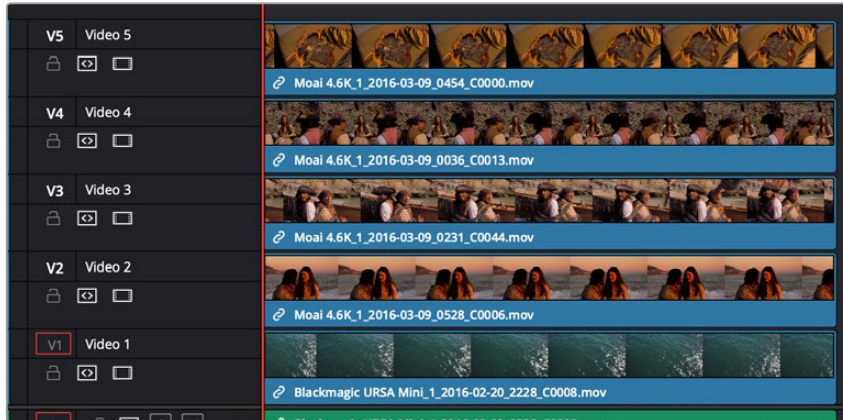 V5 Video 5
Moai 4.6K_1_2016-03-09_0454_C0000.mov
V4 Video 4
Moai 4.6K_1_2016-03-09_0036_C0013.mov
V3 Video 3
Moai 4.6K_1_2016-03-09_0231_C0044.mov
V2 Video 2
Moai 4.6K_1_2016-03-09_0528_C0006.mov
V1 Video 1
Blackmagic URSA Mini_1_2016-02-20_2228_C0008.mov